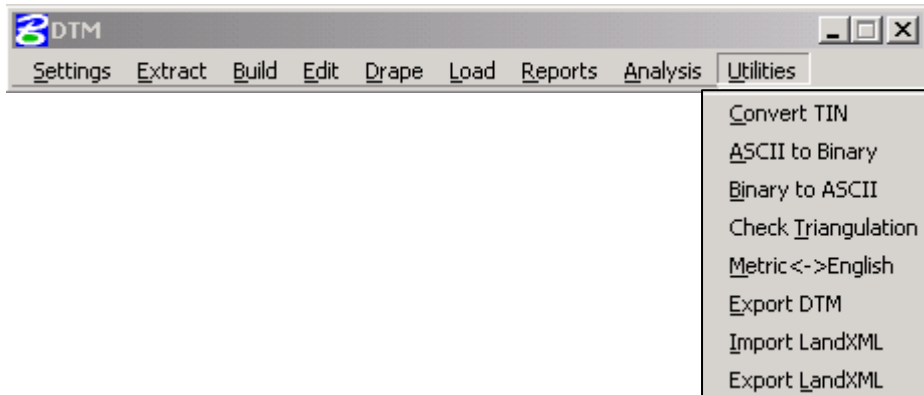 DTM
Settings Extract Build Edit Drape Load Reports Analysis Utilities
Convert TIN
ASCII to Binary
Binary to ASCII
Check Triangulation
Metric<->English
Export DTM
Import LandXML
Export LandXML